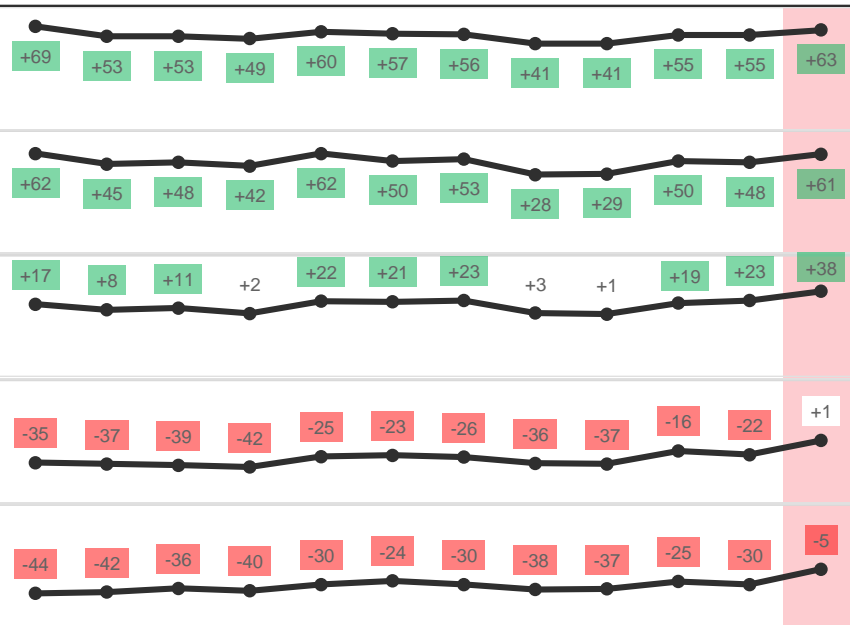 +69 +53 +53 +49 +60 +57 +56 +41 +41 +55 +55 +63
+62 +45 +48 +42 +62 +50 +53 +28 +29 +50 +48 +61
+17 +8 +11 +2 +22 +21 +23 +3 +1 +19 +23 +38
-35 -37 -39 -42 -25 -23 -26 -36 -37 -16 -22 +1
-44 -42 -36 -40 -30 -24 -30 -38 -37 -25 -30 -5